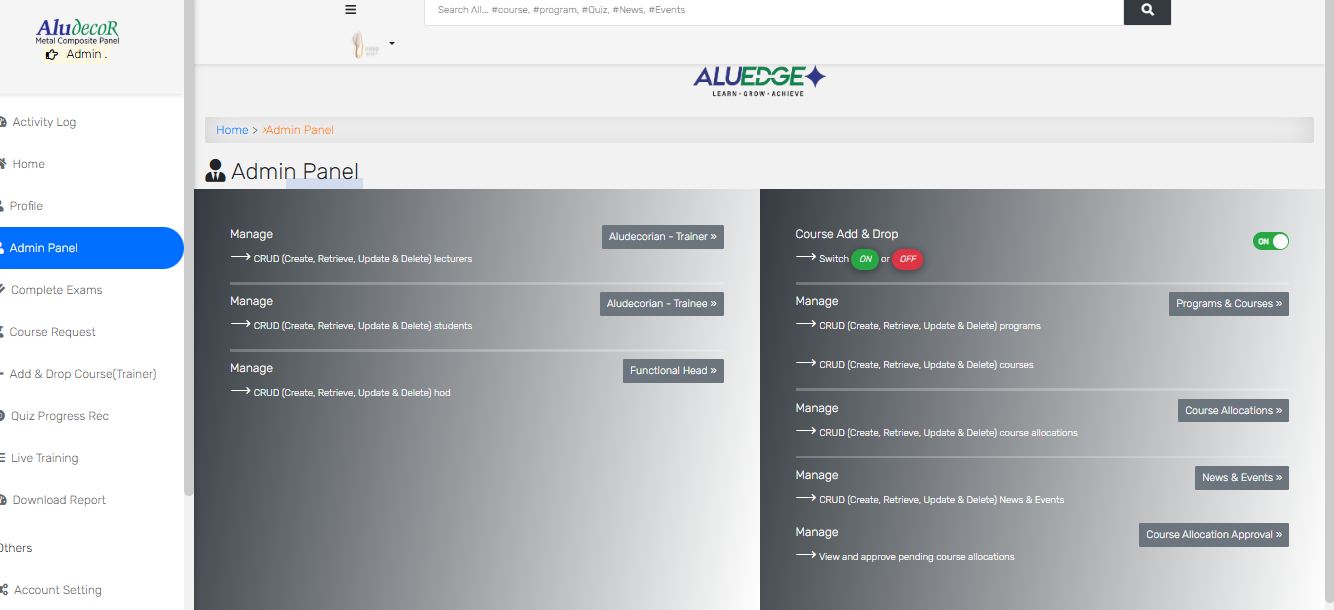 AludecoR
Metal Composite Panel
Admin .
Activity Log
Home
Profile
Admin Panel
Complete Exams
Course Request
Add & Drop Course(Trainer)
Quiz Progress Rec
Live Training
Download Report
Others
Account Setting
Search All... #course, #program, #Quiz, #News, #Events
ALUEDGE
LEARN • GROW • ACHIEVE
Home > ›Admin Panel
Admin Panel
Manage
Aludecorian - Trainer »
CRUD (Create, Retrieve, Update & Delete) lecturers
Manage
Aludecorian - Trainee »
CRUD (Create, Retrieve, Update & Delete) students
Manage
Functional Head »
CRUD (Create, Retrieve, Update & Delete) hod
Course Add & Drop
ON
Switch ON or OFF
Manage
Programs & Courses »
CRUD (Create, Retrieve, Update & Delete) programs
CRUD (Create, Retrieve, Update & Delete) courses
Manage
Course Allocations »
CRUD (Create, Retrieve, Update & Delete) course allocations
Manage
News & Events »
CRUD (Create, Retrieve, Update & Delete) News & Events
Manage
Course Allocation Approval »
View and approve pending course allocations